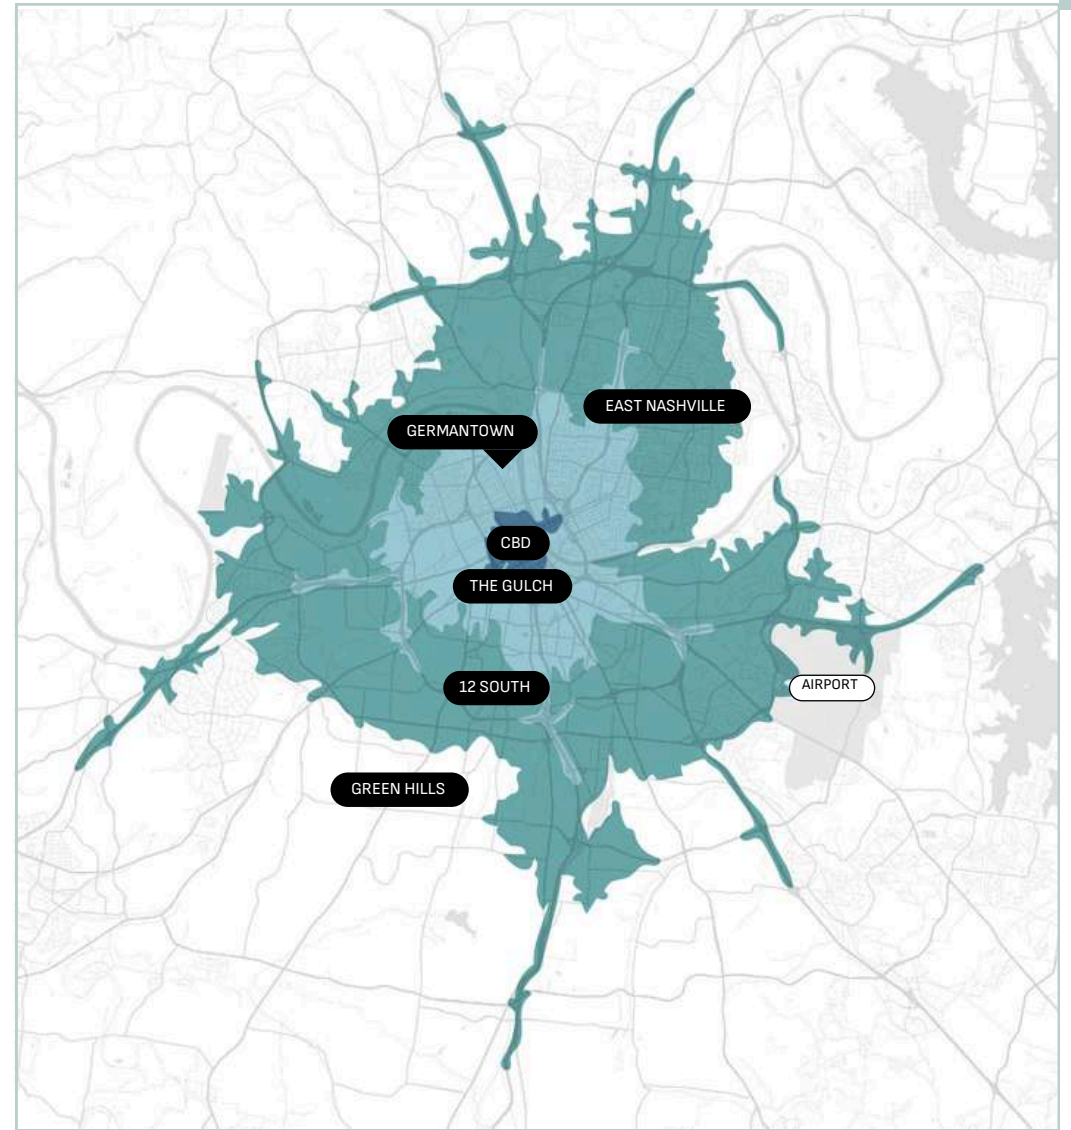 EAST NASHVILLE
GERMANTOWN
CBD
THE GULCH
12 SOUTH
AIRPORT
GREEN HILLS